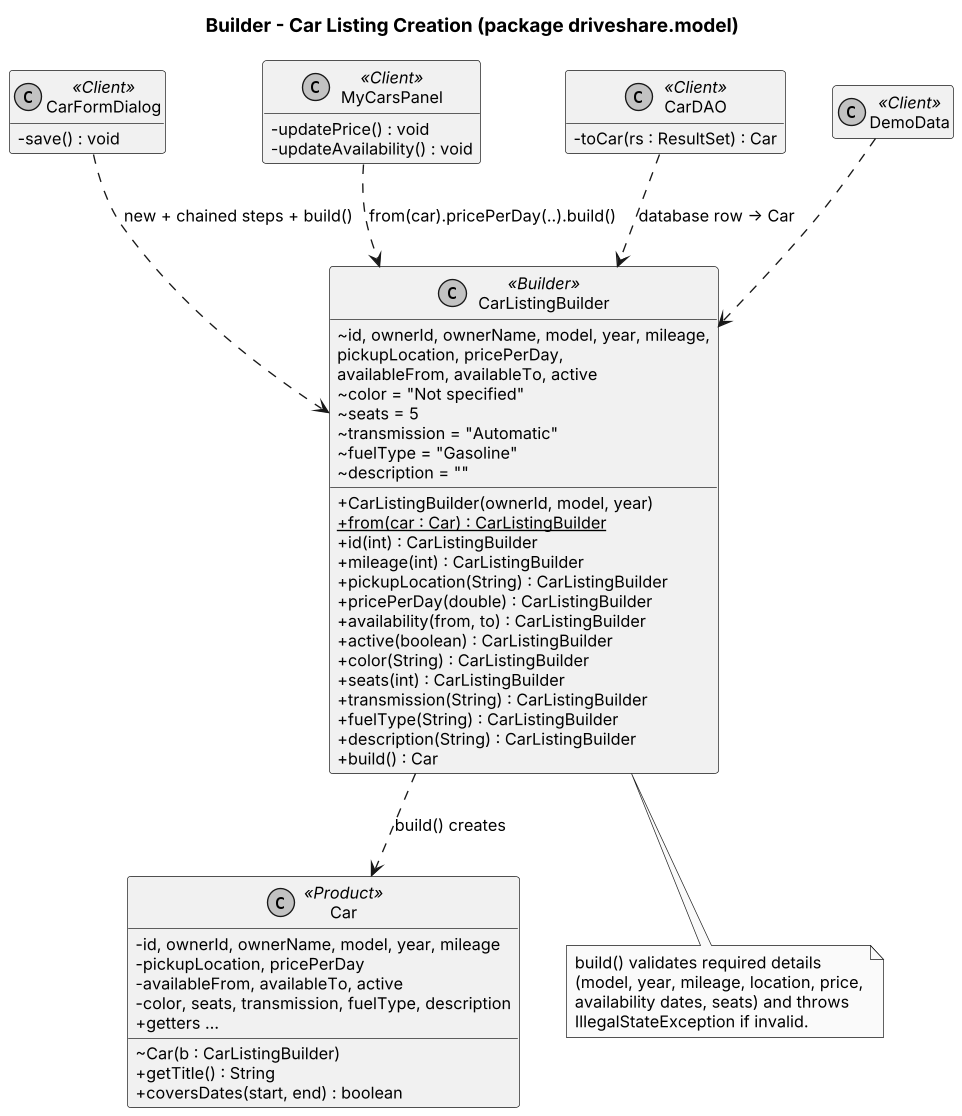 Builder - Car Listing Creation (package driveshare.model)
C
«Client»
CarFormDialog
-save() : void
C
«Client»
MyCarsPanel
-updatePrice() : void
-updateAvailability() : void
C
«Client»
CarDAO
-toCar(rs : ResultSet) : Car
C
«Client»
DemoData
new + chained steps + build()
from(car).pricePerDay(..).build()
database row → Car
C
«Builder»
CarListingBuilder
~id, ownerId, ownerName, model, year, mileage,
pickupLocation, pricePerDay,
availableFrom, availableTo, active
~color = "Not specified"
~seats = 5
~transmission = "Automatic"
~fuelType = "Gasoline"
~description = ""
+CarListingBuilder(ownerId, model, year)
+from(car : Car) : CarListingBuilder
+id(int) : CarListingBuilder
+mileage(int) : CarListingBuilder
+pickupLocation(String) : CarListingBuilder
+pricePerDay(double) : CarListingBuilder
+availability(from, to) : CarListingBuilder
+active(boolean) : CarListingBuilder
+color(String) : CarListingBuilder
+seats(int) : CarListingBuilder
+transmission(String) : CarListingBuilder
+fuelType(String) : CarListingBuilder
+description(String) : CarListingBuilder
+build() : Car
build() creates
C
«Product»
Car
-id, ownerId, ownerName, model, year, mileage
-pickupLocation, pricePerDay
-availableFrom, availableTo, active
-color, seats, transmission, fuelType, description
+getters ...
~Car(b : CarListingBuilder)
+getTitle() : String
+coversDates(start, end) : boolean
build() validates required details
(model, year, mileage, location, price,
availability dates, seats) and throws
IllegalStateException if invalid.